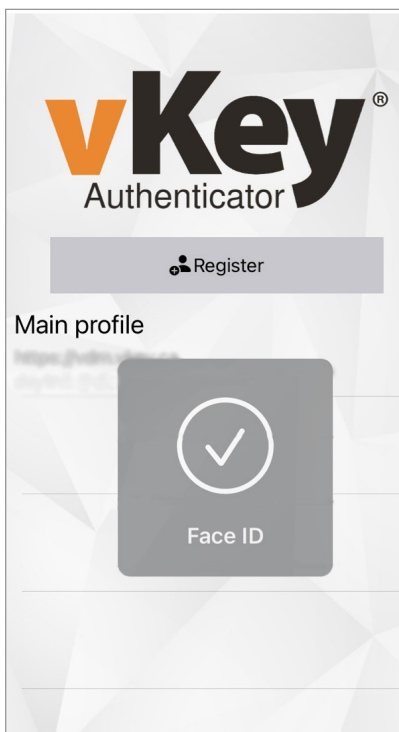 vKey®
Authenticator
Register
Main profile
Face ID